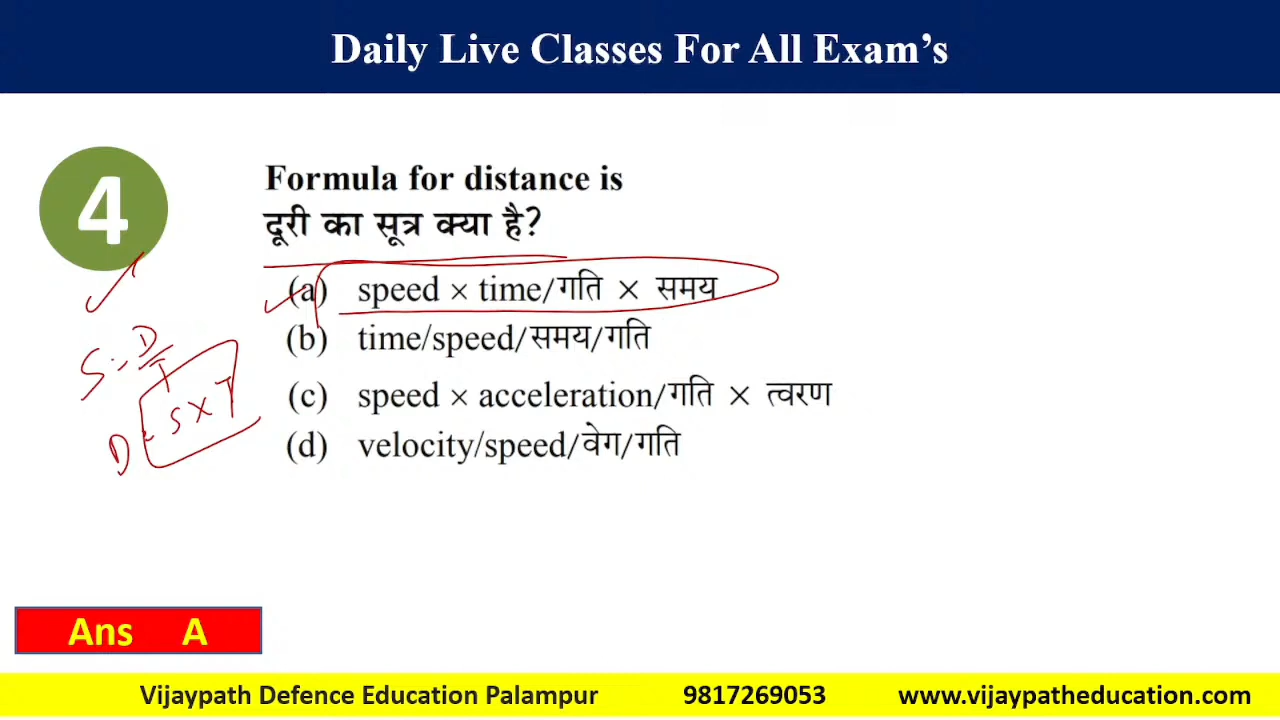 Daily Live Classes For All Exam's
4
Formula for distance is
दूरी का सूत्र क्या है?
(a) speed × time/गति × समय
(b) time/speed/समय/गति
(c) speed × acceleration/गति × त्वरण
(d) velocity/speed/वेग/गति
S = D/T
D = S × T
Ans A
Vijaypath Defence Education Palampur 9817269053 www.vijaypatheducation.com